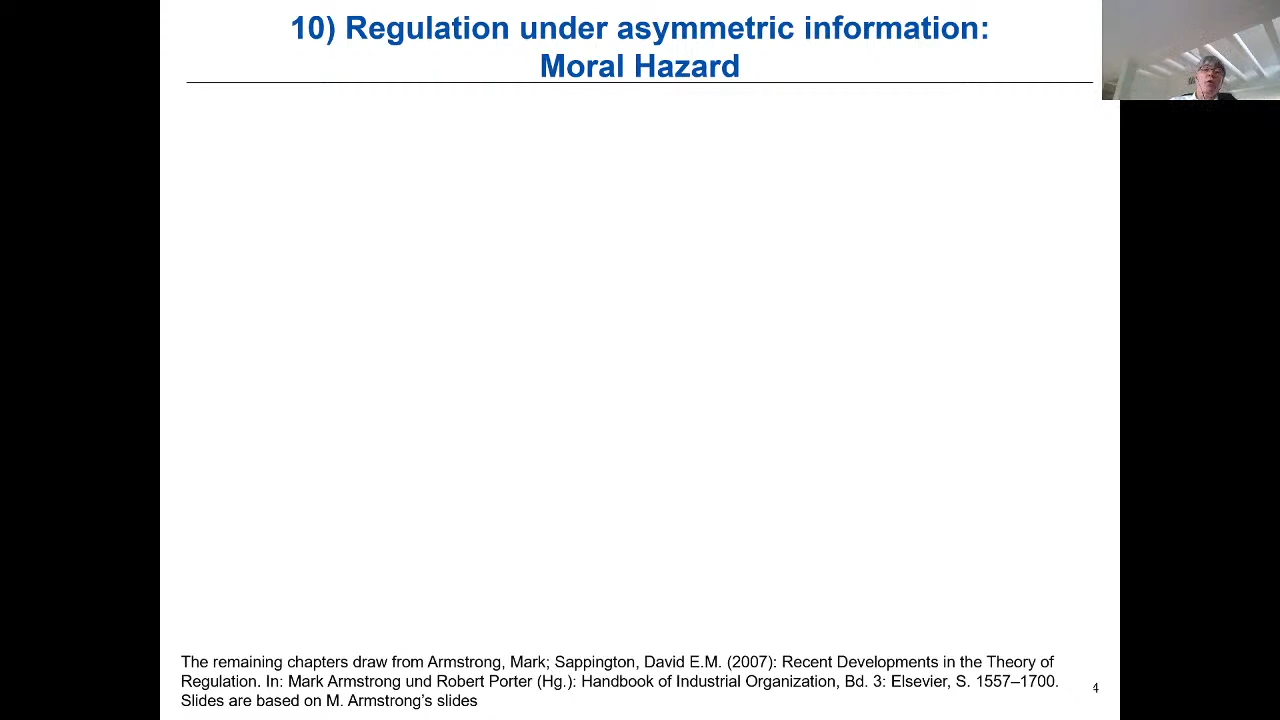 10) Regulation under asymmetric information:
Moral Hazard
The remaining chapters draw from Armstrong, Mark; Sappington, David E.M. (2007): Recent Developments in the Theory of
Regulation. In: Mark Armstrong und Robert Porter (Hg.): Handbook of Industrial Organization, Bd. 3: Elsevier, S. 1557–1700.
Slides are based on M. Armstrong's slides
4